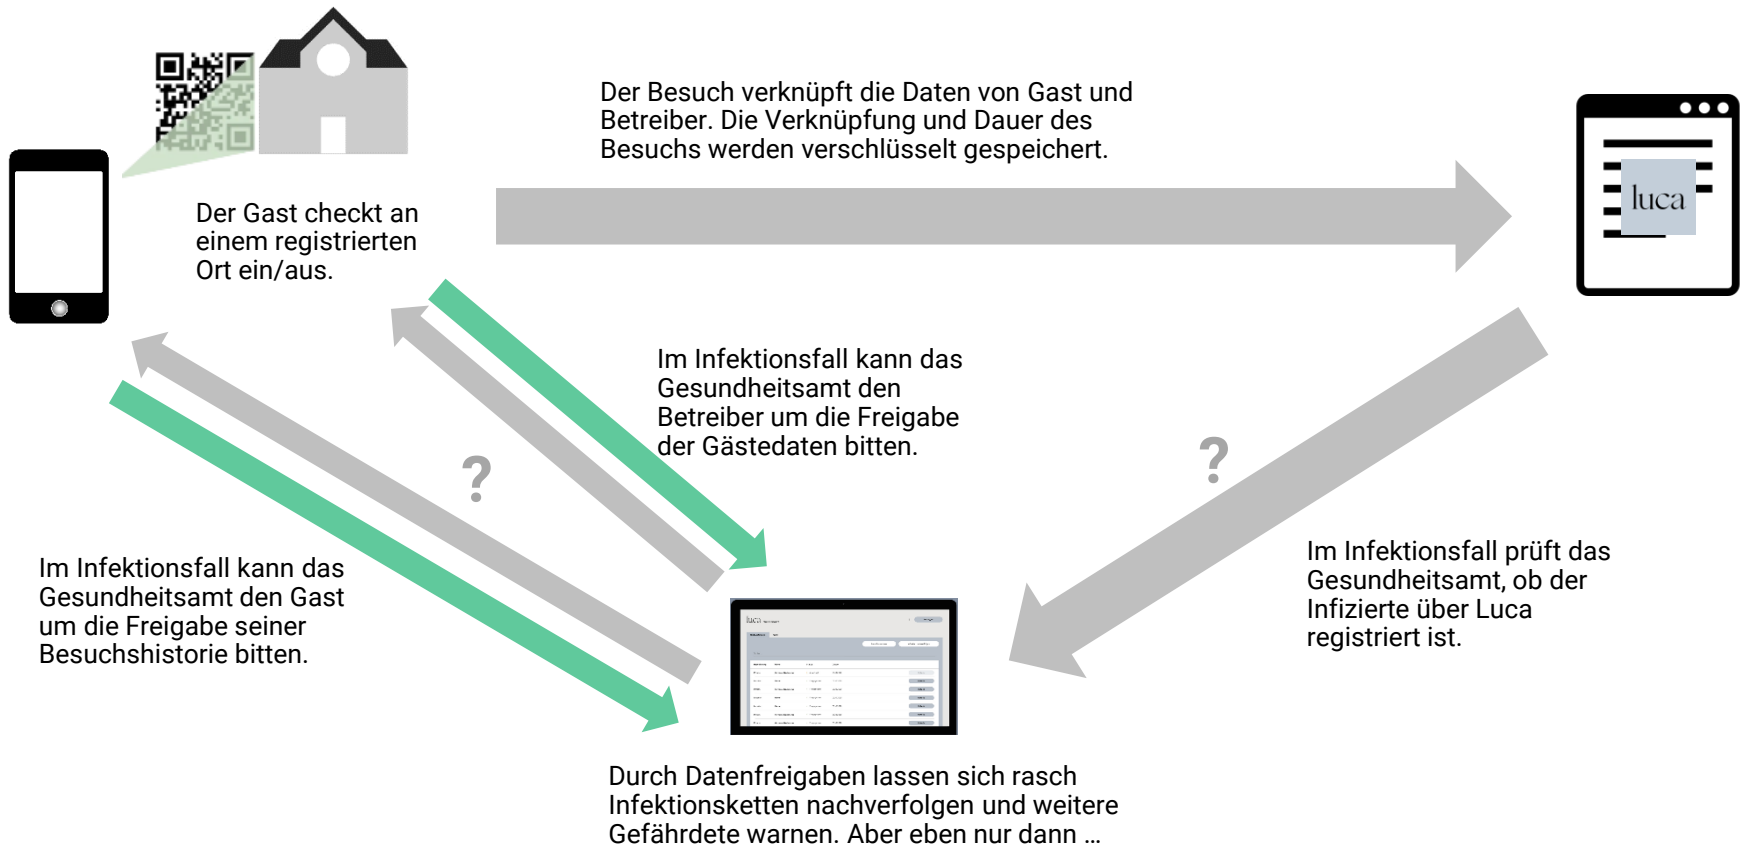 Der Besuch verknüpft die Daten von Gast und
Betreiber. Die Verknüpfung und Dauer des
Besuchs werden verschlüsselt gespeichert.
luca
Der Gast checkt an
einem registrierten
Ort ein/aus.
Im Infektionsfall kann das
Gesundheitsamt den
Betreiber um die Freigabe
der Gästedaten bitten.
?
?
Im Infektionsfall prüft das
Gesundheitsamt, ob der
Infizierte über Luca
registriert ist.
Im Infektionsfall kann das
Gesundheitsamt den Gast
um die Freigabe seiner
Besuchshistorie bitten.
luca
Durch Datenfreigaben lassen sich rasch
Infektionsketten nachverfolgen und weitere
Gefährdete warnen. Aber eben nur dann ...